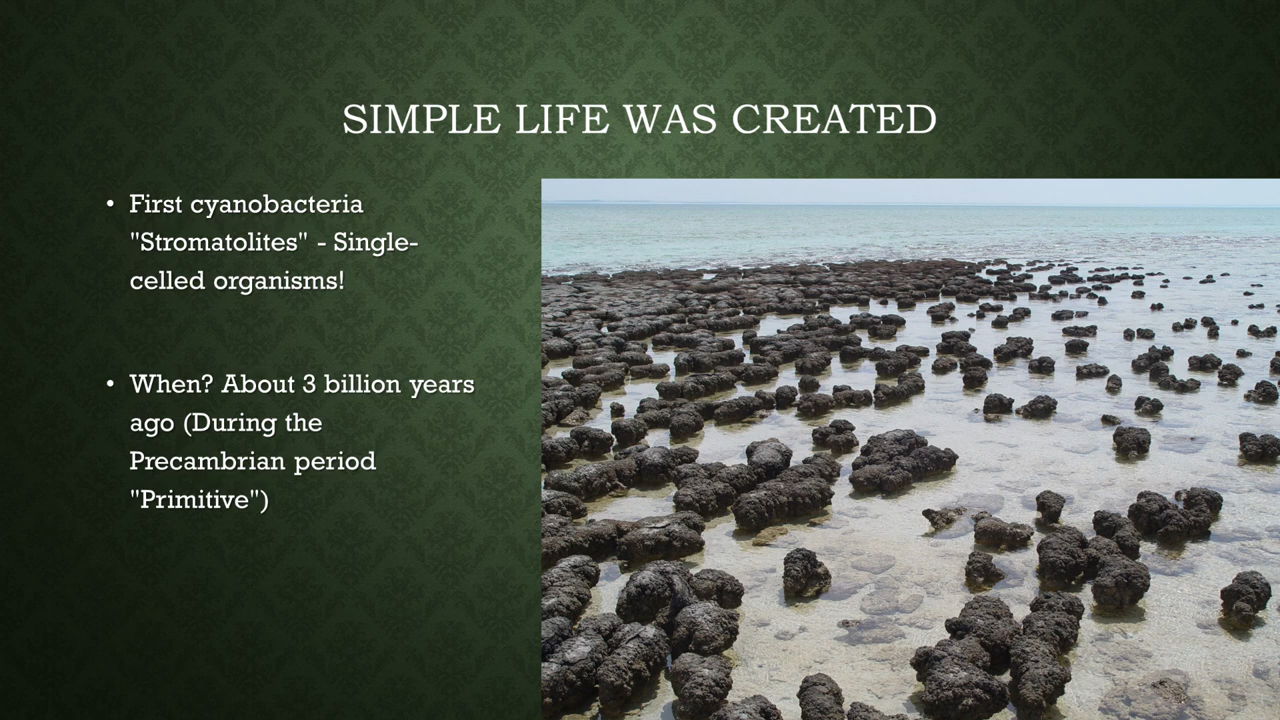 SIMPLE LIFE WAS CREATED
• First cyanobacteria
"Stromatolites" - Single-
celled organisms!
• When? About 3 billion years
ago (During the
Precambrian period
"Primitive")